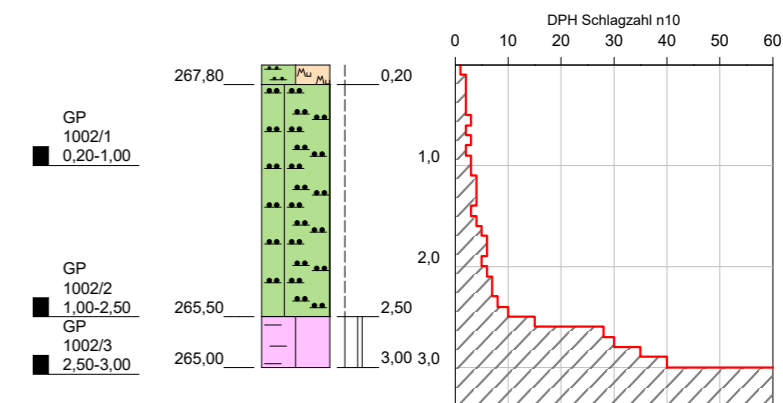 DPH Schlagzahl n10
0 10 20 30 40 50 60
267,80 0,20
GP
1002/1
0,20-1,00
1,0
2,0
GP
1002/2
1,00-2,50
265,50 2,50
GP
1002/3
2,50-3,00
265,00 3,00 3,0
Mu
Mu